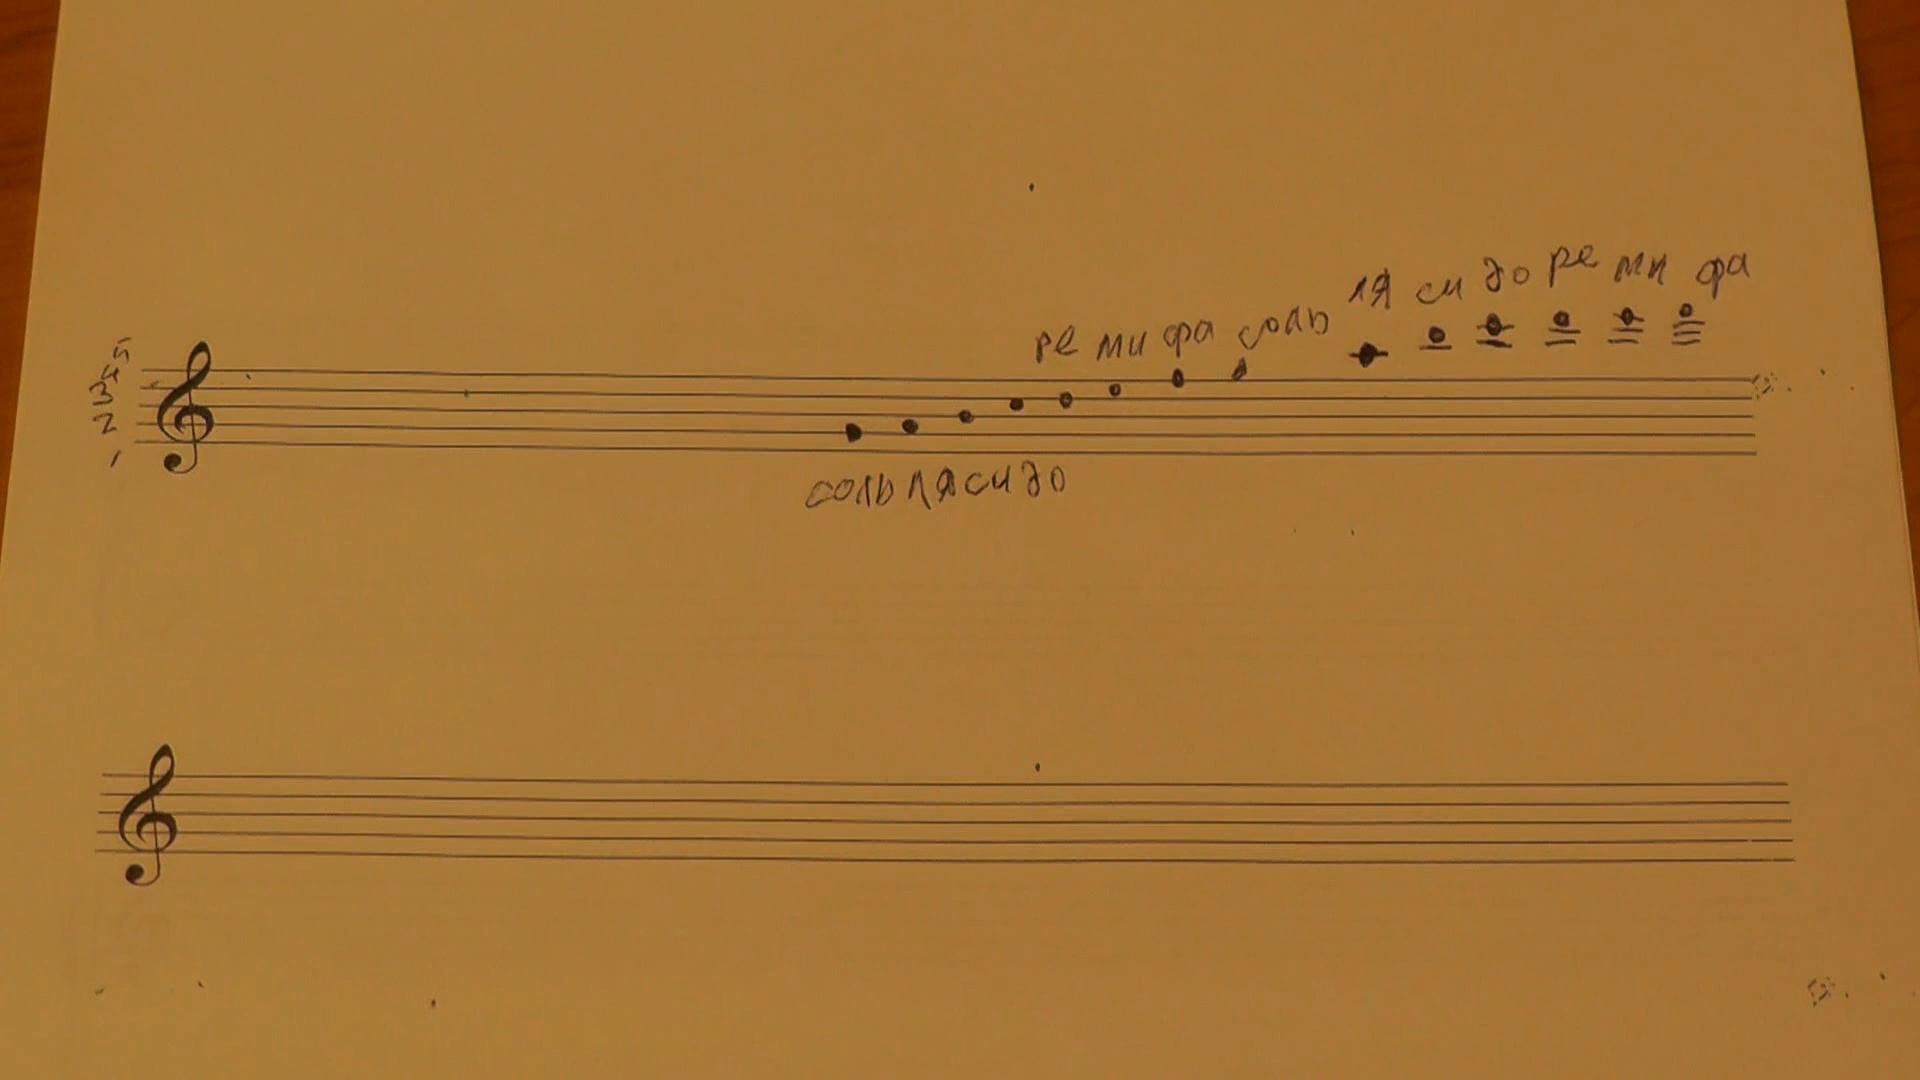 ля си до ре ми фа
ре ми фа соль
5
4
3
2
1
соль ля си до